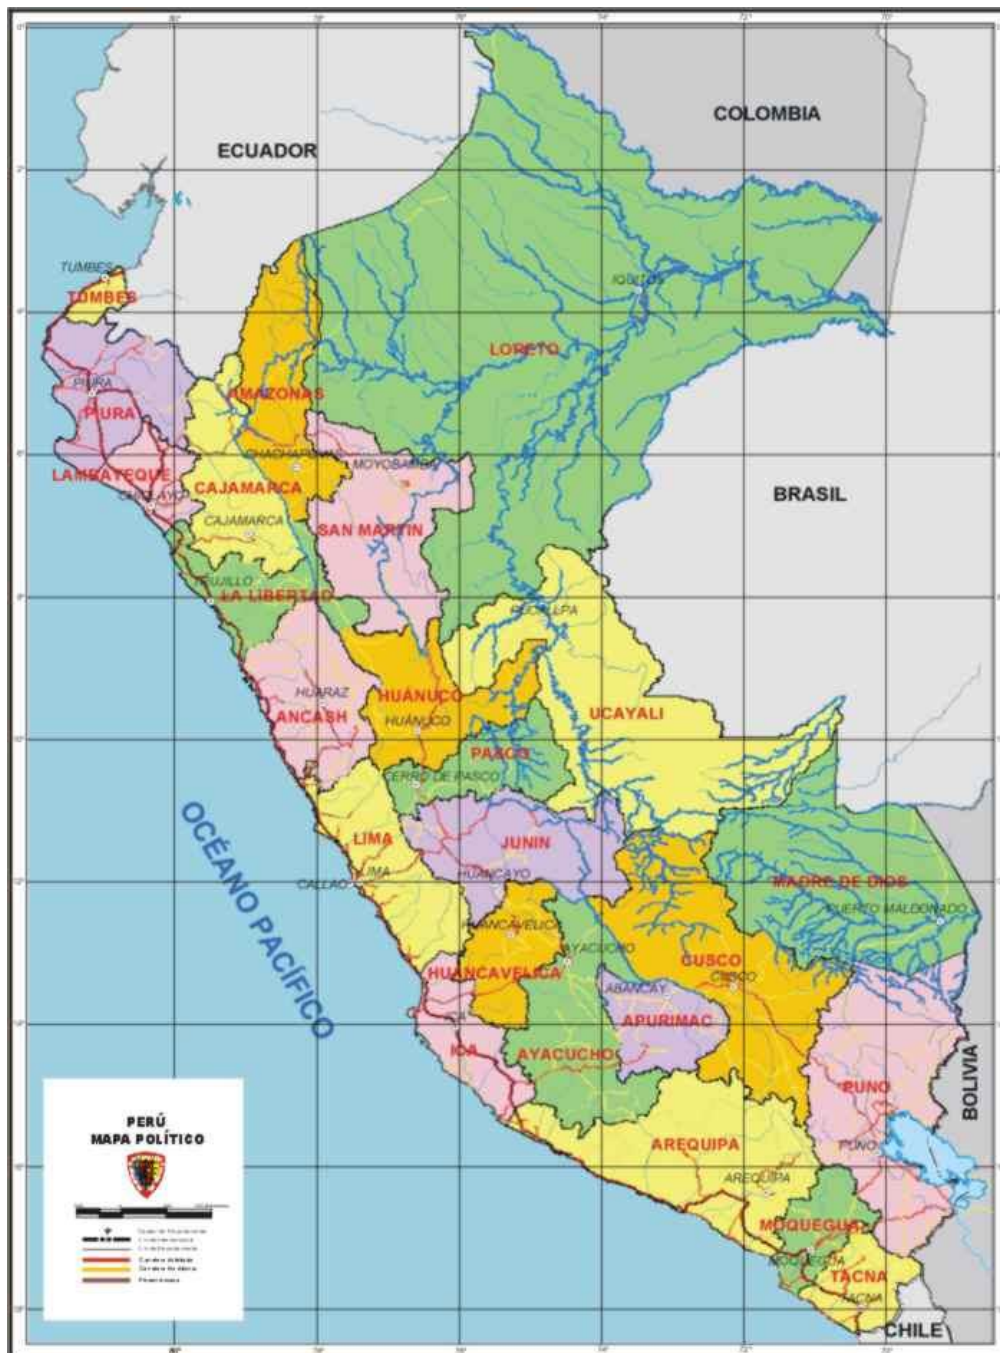 COLOMBIA
ECUADOR
TUMBES
TUMBES
IQUITOS
LORETO
PIURA
PIURA
AMAZONAS
LAMBAYEQUE
CHACHAPOYAS
MOYOBAMBA
CHICLAYO
CAJAMARCA
BRASIL
CAJAMARCA
SAN MARTIN
TRUJILLO
LA LIBERTAD
PUCALLPA
HUARAZ
HUÁNUCO
ANCASH
HUÁNUCO
UCAYALI
PASCO
CERRO DE PASCO
OCÉANO PACÍFICO
LIMA
JUNIN
LIMA
HUANCAYO
CALLAO
MADRE DE DIOS
PUERTO MALDONADO
HUANCAVELICA
AYACUCHO
CUSCO
HUANCAVELICA
CUSCO
ABANCAY
ICA
APURIMAC
ICA
AYACUCHO
BOLIVIA
PUNO
PERÚ
MAPA POLÍTICO
AREQUIPA
PUNO
AREQUIPA
MOQUEGUA
MOQUEGUA
TACNA
TACNA
CHILE